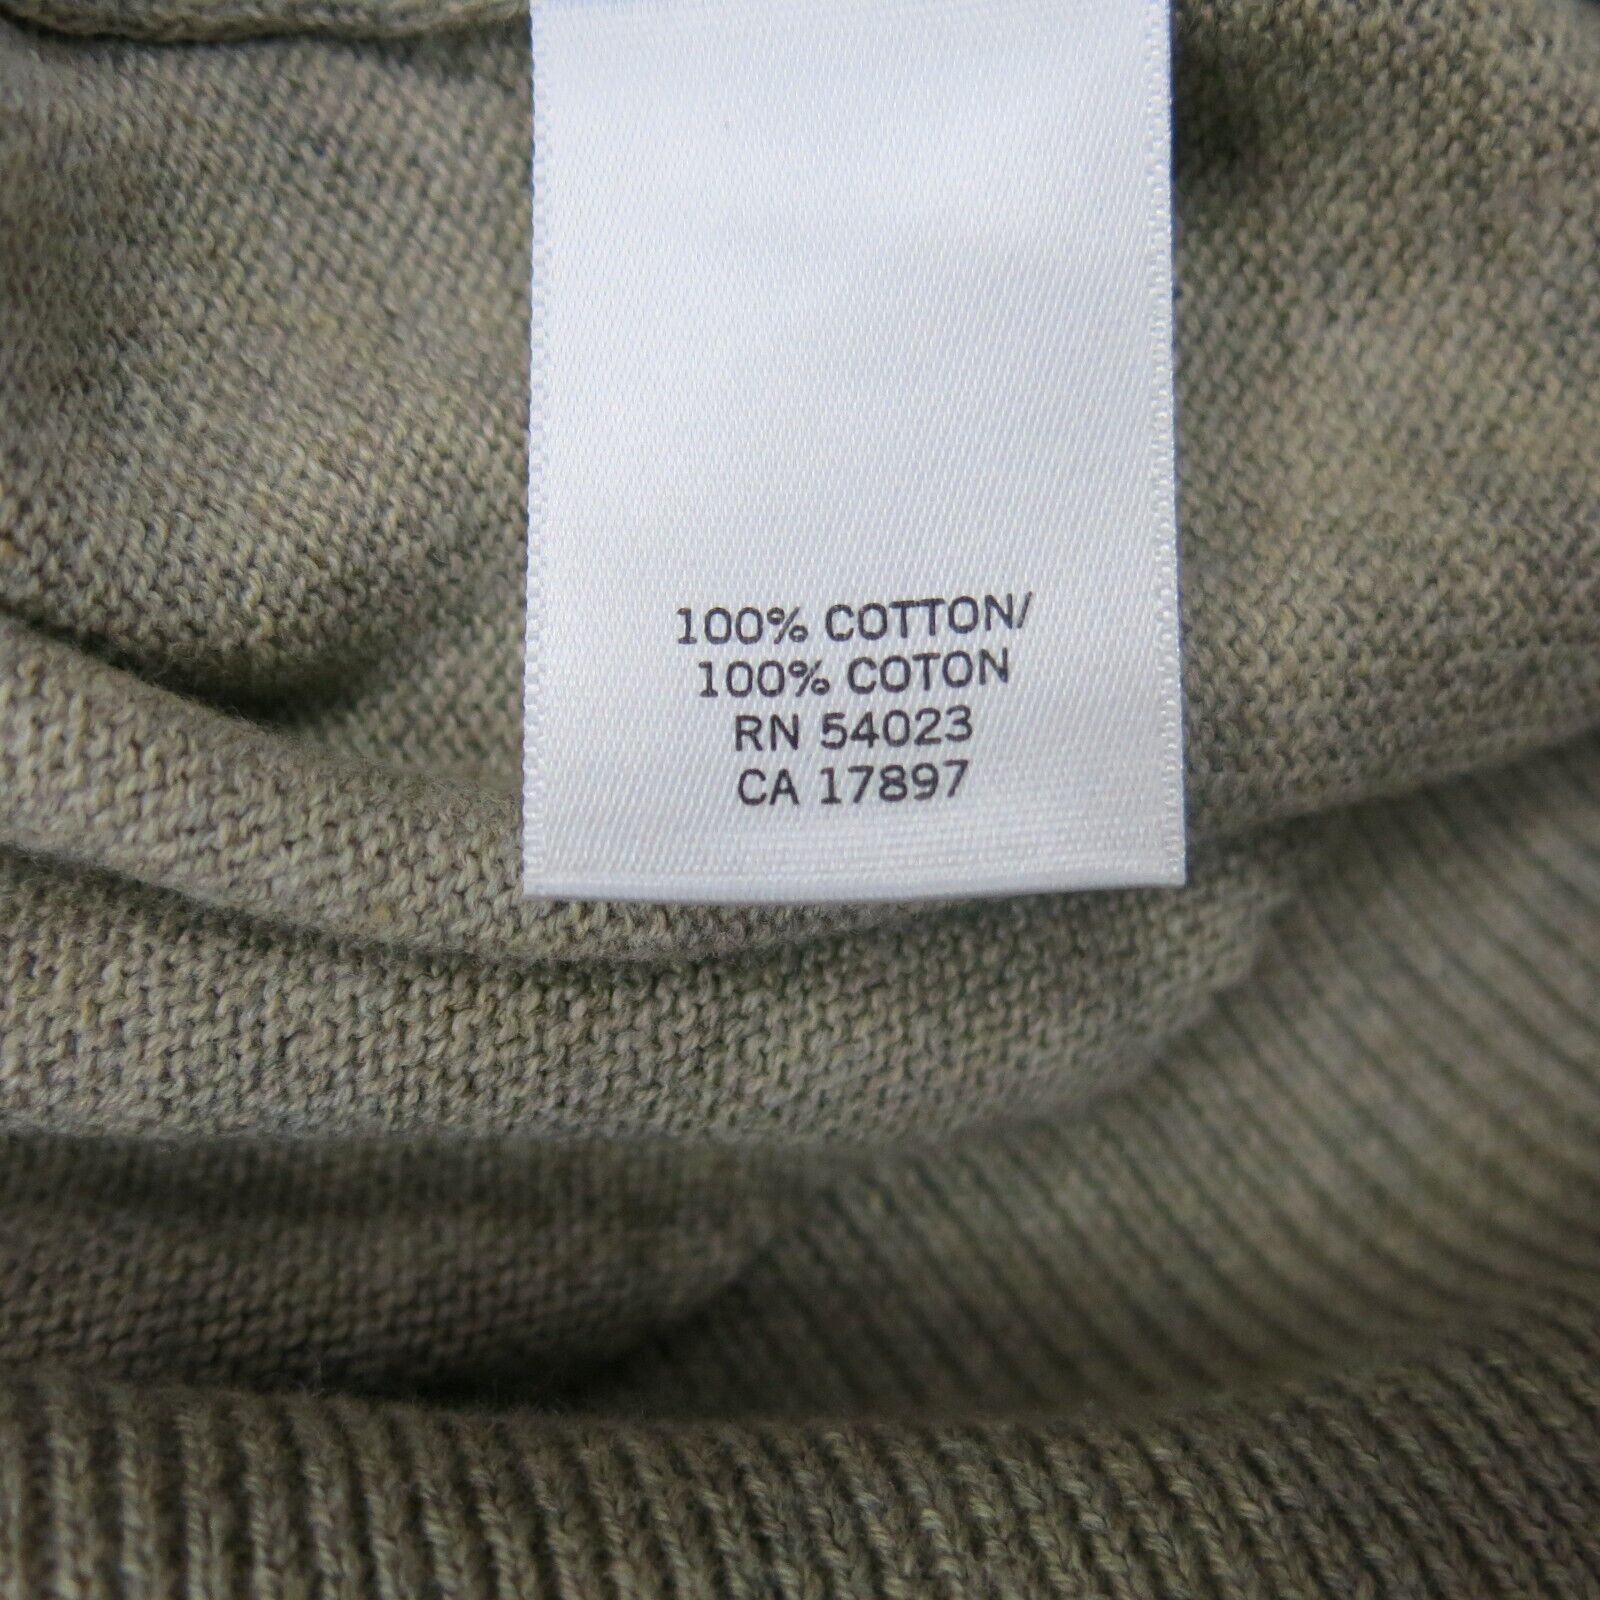 100% COTTON/
100% COTON
RN 54023
CA 17897